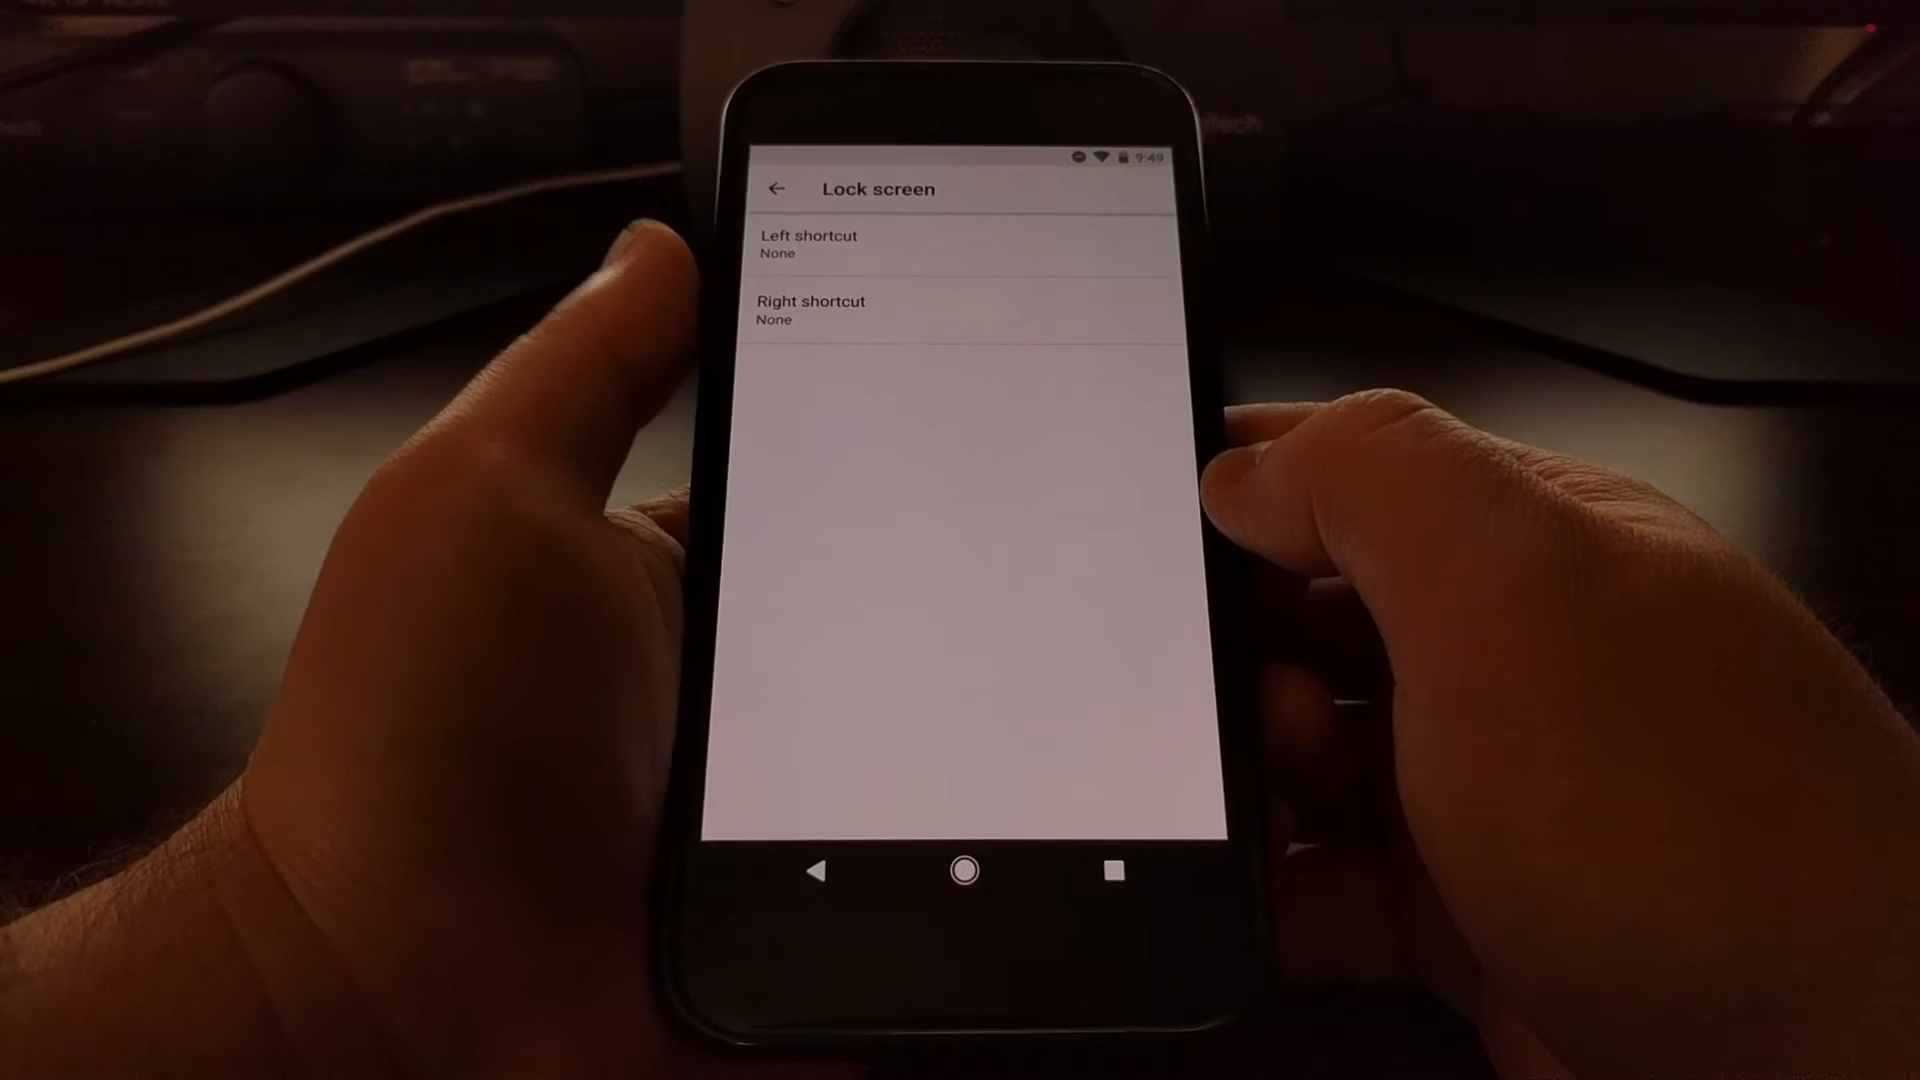 9:49
Lock screen
Left shortcut
None
Right shortcut
None